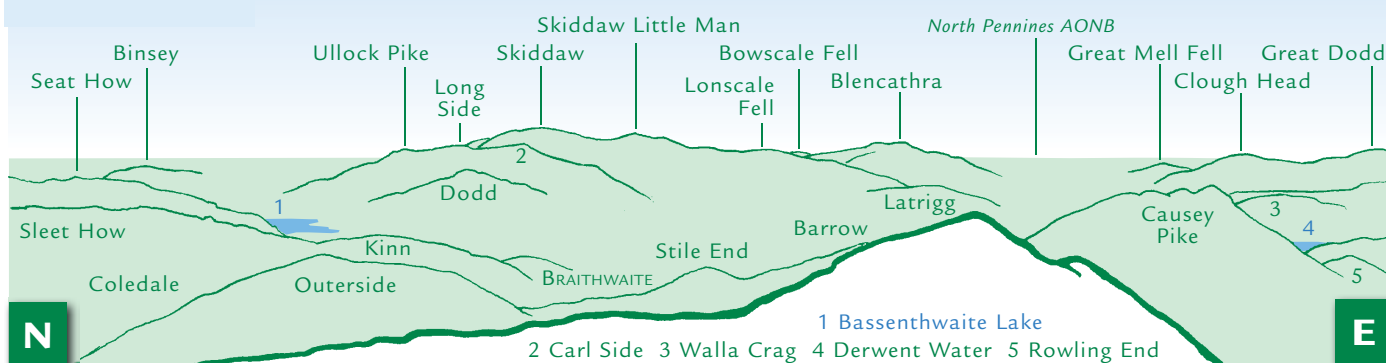 Skiddaw Little Man
North Pennines AONB
Binsey
Ullock Pike
Skiddaw
Bowscale Fell
Great Mell Fell
Great Dodd
Seat How
Long
Side
Lonscale
Fell
Blencathra
Clough Head
2
Dodd
1
Latrigg
3
Causey
Pike
4
Sleet How
Kinn
Barrow
Stile End
5
Coledale
Outerside
BRAITHWAITE
N
E
1 Bassenthwaite Lake
2 Carl Side 3 Walla Crag 4 Derwent Water 5 Rowling End